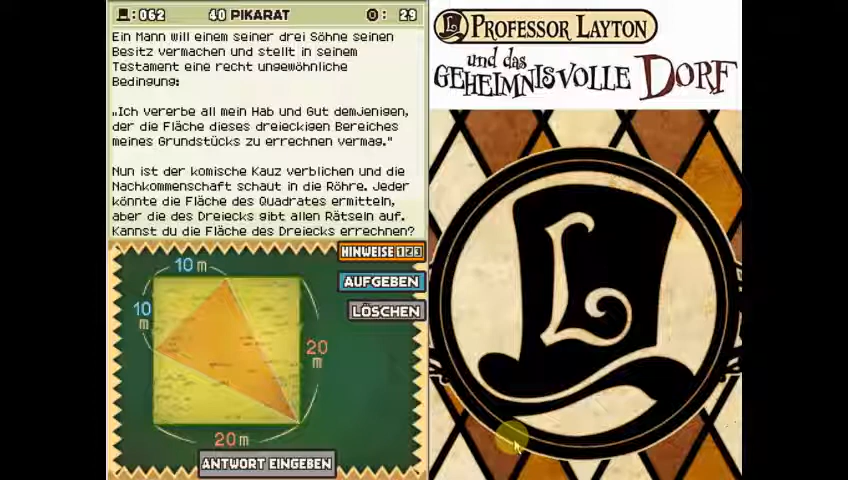 :062
40 PIKARAT
: 29
Ein Mann will einem seiner drei Söhne seinen
Besitz vermachen und stellt in seinem
Testament eine recht ungewöhnliche
Bedingung:
„Ich vererbe all mein Hab und Gut demjenigen,
der die Fläche dieses dreieckigen Bereiches
meines Grundstücks zu errechnen vermag."
Nun ist der komische Kauz verblichen und die
Nachkommenschaft schaut in die Röhre. Jeder
könnte die Fläche des Quadrates ermitteln,
aber die des Dreiecks gibt allen Rätseln auf.
Kannst du die Fläche des Dreiecks errechnen?
HINWEISE 1 2 3
AUFGEBEN
LÖSCHEN
10 m
10 m
20 m
20 m
ANTWORT EINGEBEN
L PROFESSOR LAYTON
und das
GEHEIMNISVOLLE DORF
L